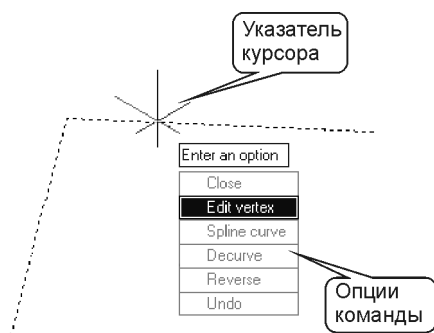 Указатель
курсора
Enter an option
Close
Edit vertex
Spline curve
Decurve
Reverse
Undo
Опции
команды